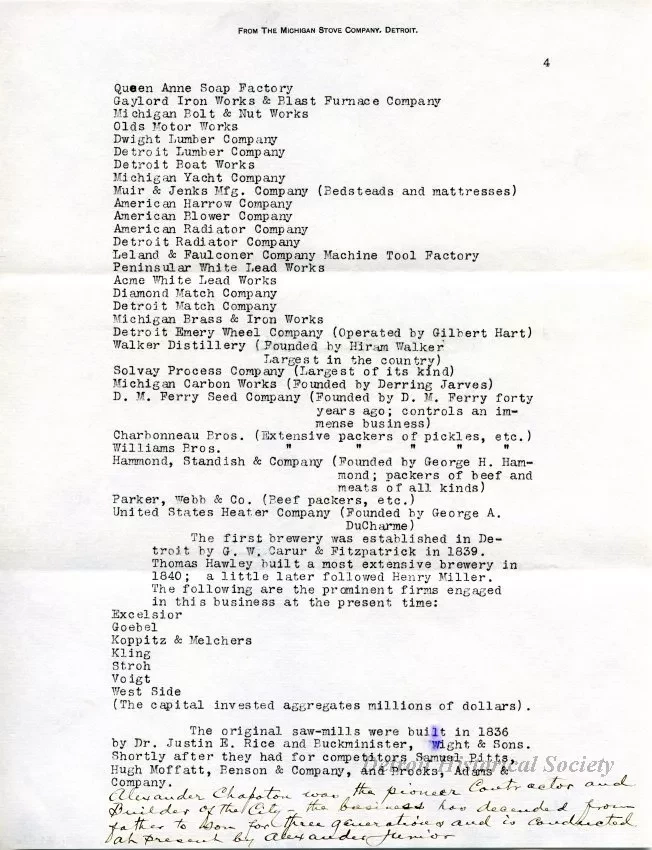 FROM THE MICHIGAN STOVE COMPANY, DETROIT.
4
Queen Anne Soap Factory
Gaylord Iron Works & Blast Furnace Company
Michigan Bolt & Nut Works
Olds Motor Works
Dwight Lumber Company
Detroit Lumber Company
Detroit Boat Works
Michigan Yacht Company
Muir & Jenks Mfg. Company (Bedsteads and mattresses)
American Harrow Company
American Blower Company
American Radiator Company
Detroit Radiator Company
Leland & Faulconer Company Machine Tool Factory
Peninsular White Lead Works
Acme White Lead Works
Diamond Match Company
Detroit Match Company
Michigan Brass & Iron Works
Detroit Emery Wheel Company (Operated by Gilbert Hart)
Walker Distillery (Founded by Hiram Walker
Largest in the country)
Solvay Process Company (Largest of its kind)
Michigan Carbon Works (Founded by Derring Jarves)
D. M. Ferry Seed Company (Founded by D. M. Ferry forty
years ago; controls an im-
mense business)
Charbonneau Bros. (Extensive packers of pickles, etc.)
Williams Bros. " " " " "
Hammond, Standish & Company (Founded by George H. Ham-
mond; packers of beef and
meats of all kinds)
Parker, Webb & Co. (Beef packers, etc.)
United States Heater Company (Founded by George A.
DuCharme)
The first brewery was established in De-
troit by G. W. Carur & Fitzpatrick in 1839.
Thomas Hawley built a most extensive brewery in
1840; a little later followed Henry Miller.
The following are the prominent firms engaged
in this business at the present time:
Excelsior
Goebel
Koppitz & Melchers
Kling
Stroh
Voigt
West Side
(The capital invested aggregates millions of dollars).
The original saw-mills were built in 1836
by Dr. Justin E. Rice and Buckminister, Wight & Sons.
Shortly after they had for competitors Samuel Pitts,
Hugh Moffatt, Benson & Company, and Brooks, Adams &
Company.
Detroit Historical Society
Alexander Chapoton was the pioneer Contractor and
Builder of the City - the business has decended from
father to son for three generations and is conducted
at present by Alexander Junior